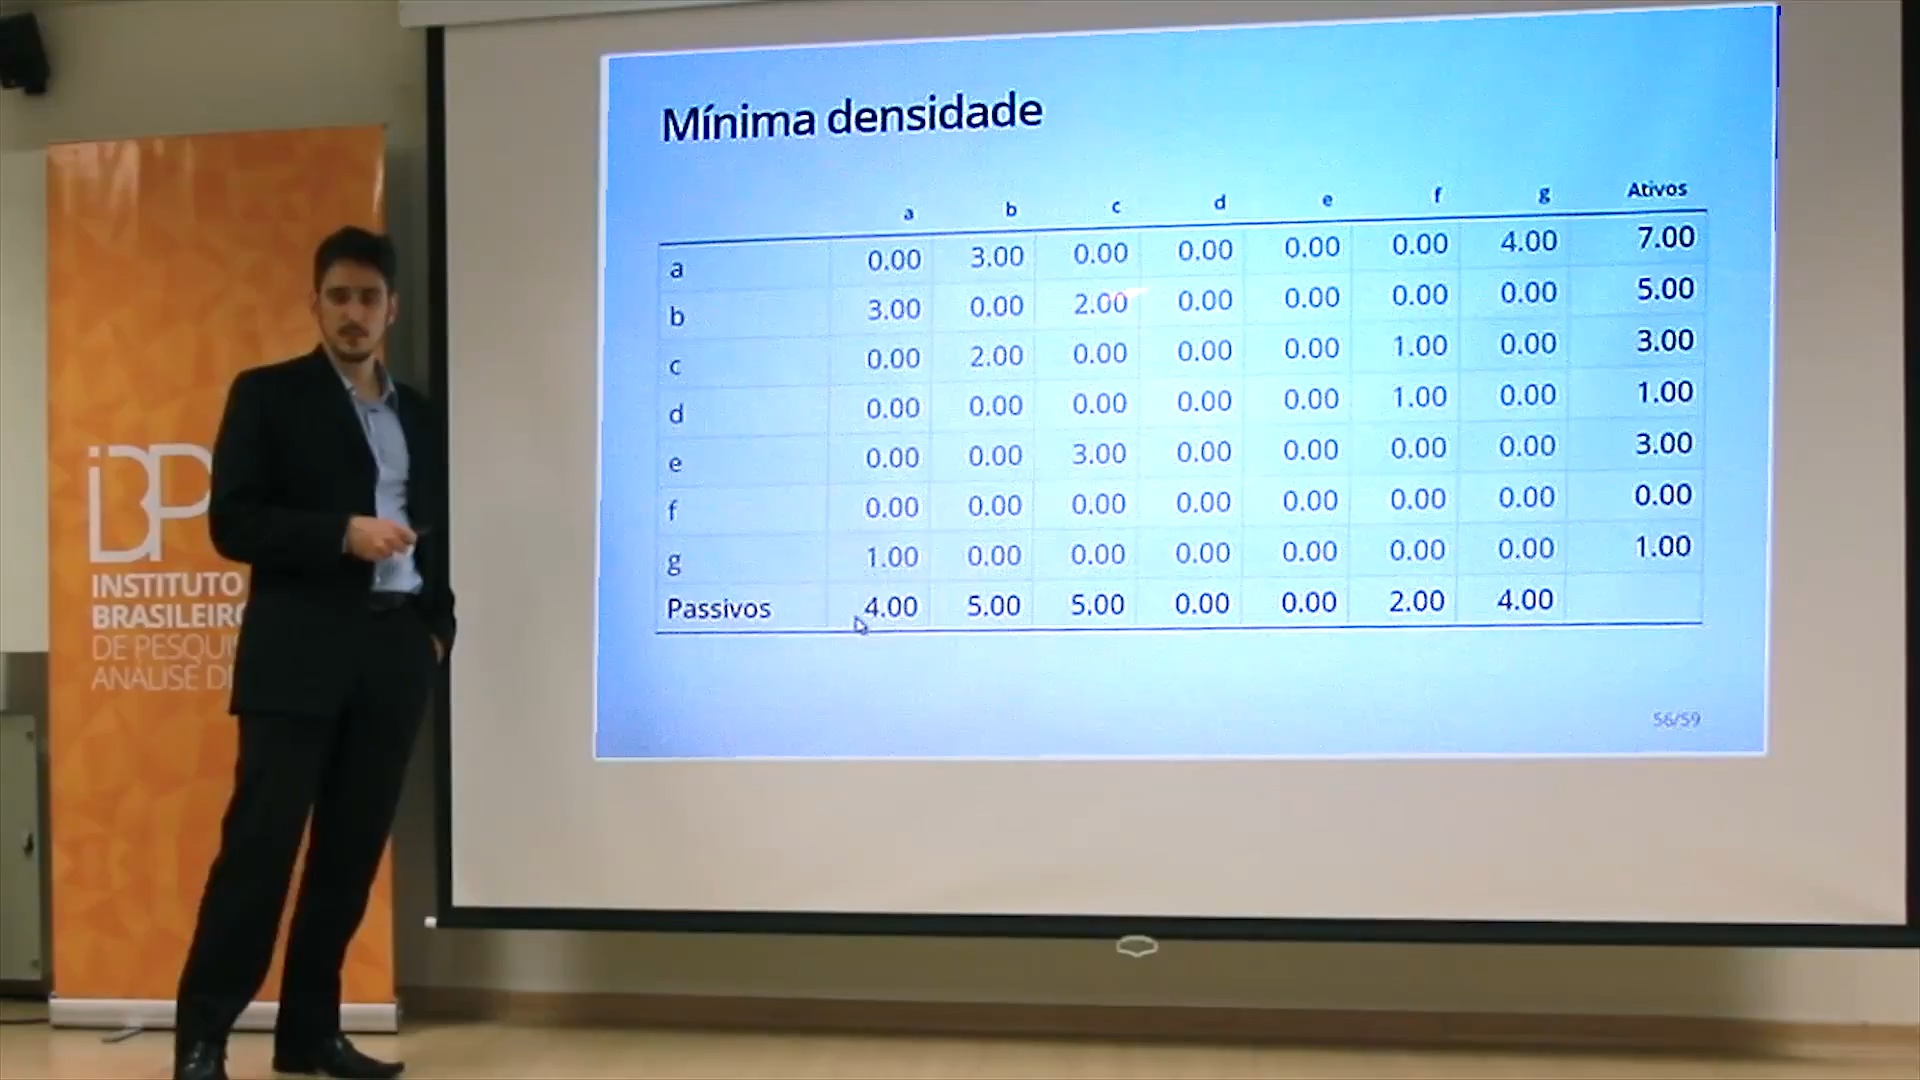 Mínima densidade
a b c d e f g Ativos
a 0.00 3.00 0.00 0.00 0.00 0.00 4.00 7.00
b 3.00 0.00 2.00 0.00 0.00 0.00 0.00 5.00
c 0.00 2.00 0.00 0.00 0.00 1.00 0.00 3.00
d 0.00 0.00 0.00 0.00 0.00 1.00 0.00 1.00
e 0.00 0.00 3.00 0.00 0.00 0.00 0.00 3.00
f 0.00 0.00 0.00 0.00 0.00 0.00 0.00 0.00
g 1.00 0.00 0.00 0.00 0.00 0.00 0.00 1.00
Passivos 4.00 5.00 5.00 0.00 0.00 2.00 4.00
56/59
INSTITUTO
BRASILEIRO
DE PESQUI
ANÁLISE D